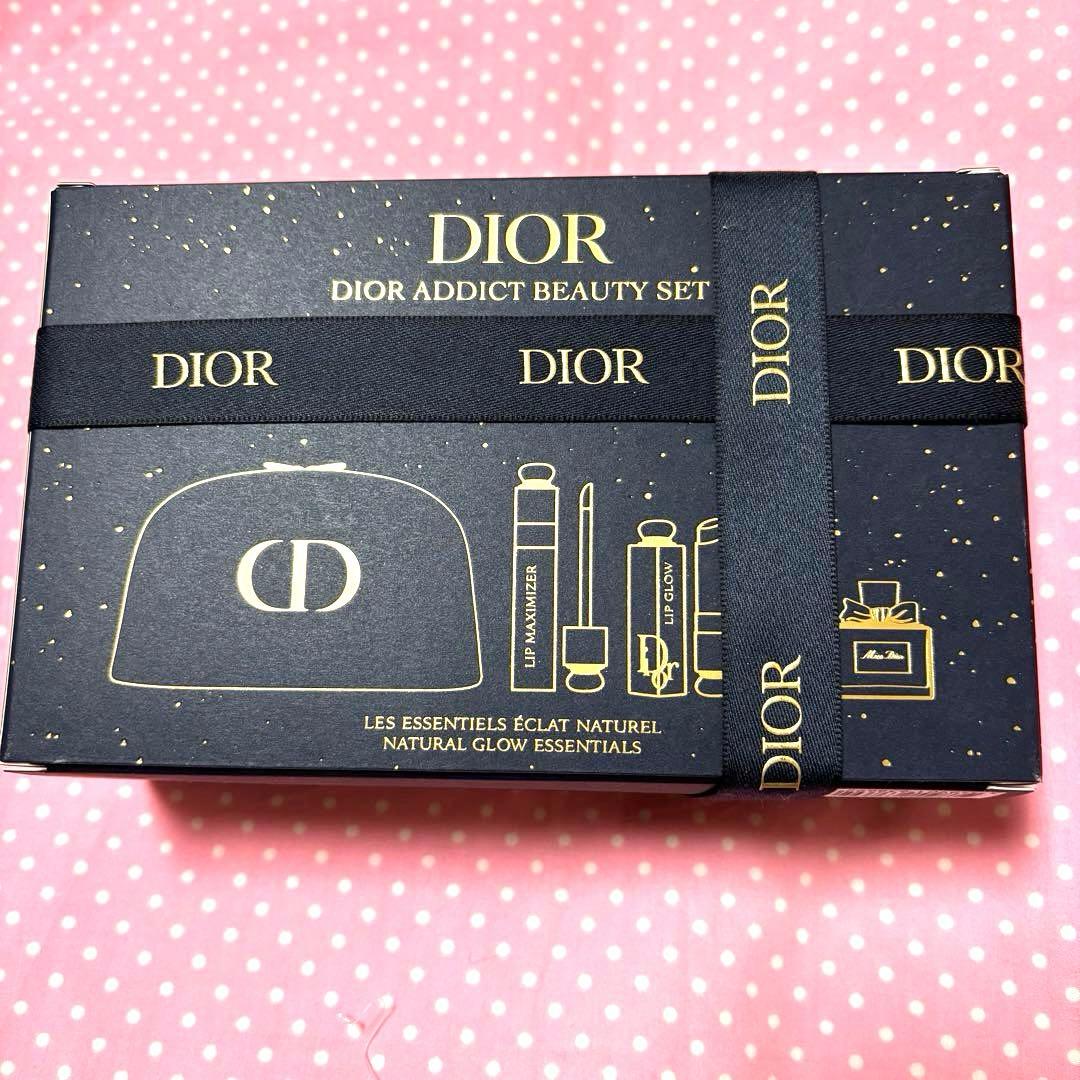 DIOR
DIOR ADDICT BEAUTY SET
DIOR DIOR DIOR
DIOR
CD
LIP MAXIMIZER
LIP GLOW
Dior
Miss Dior
DIOR
LES ESSENTIELS ÉCLAT NATUREL
NATURAL GLOW ESSENTIALS